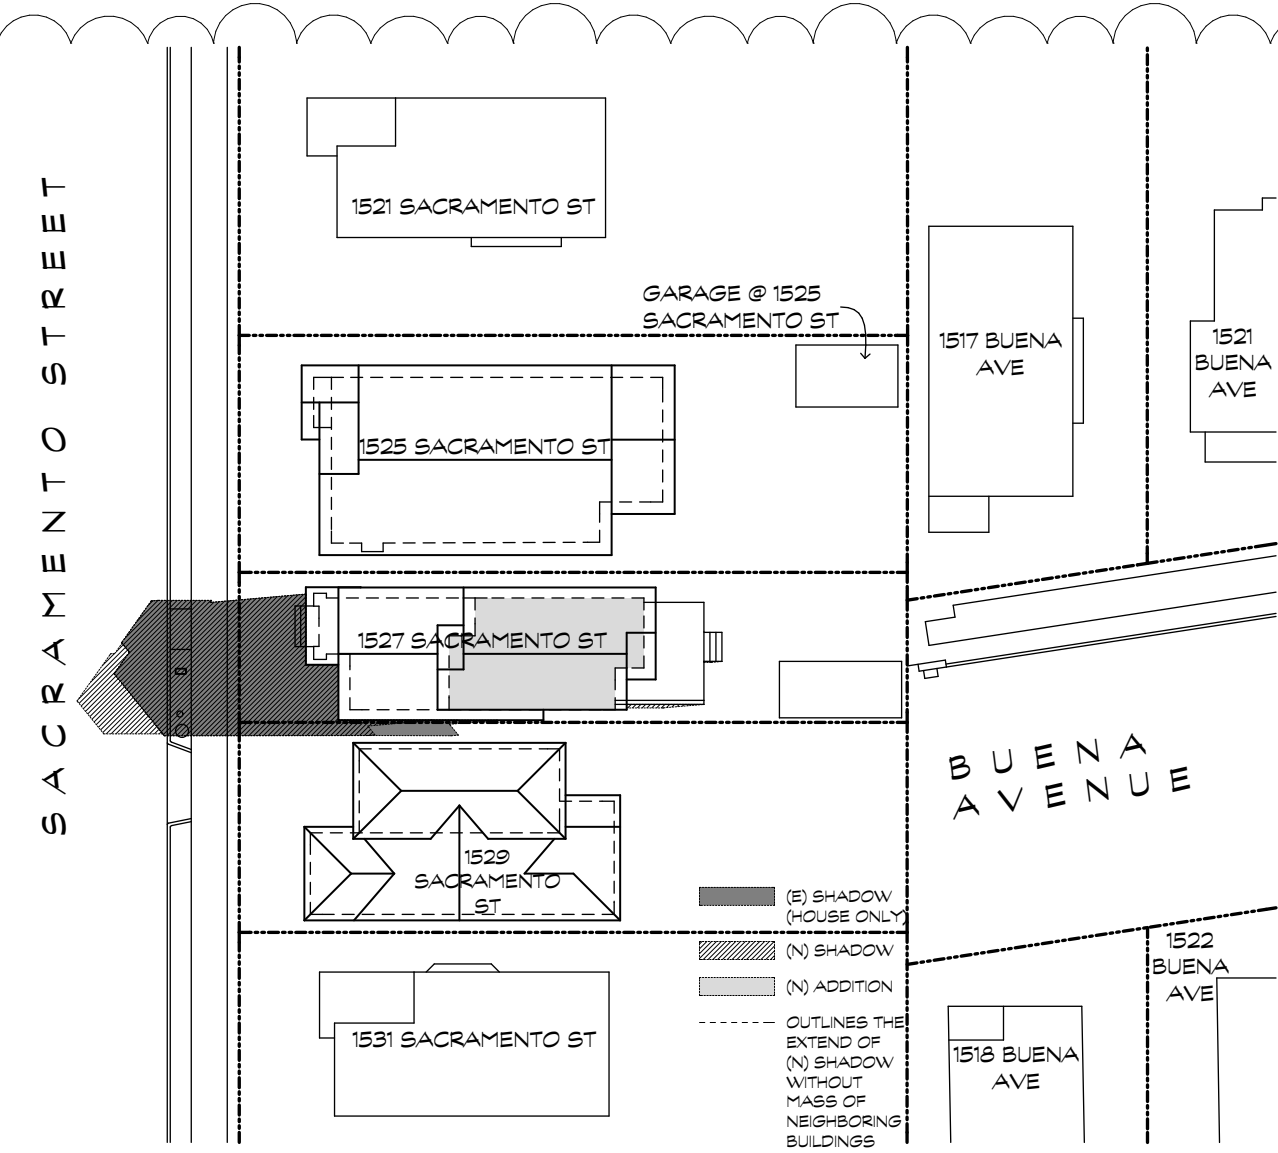 SACRAMENTO STREET
1521 SACRAMENTO ST
GARAGE @ 1525
SACRAMENTO ST
1517 BUENA
AVE
1521
BUENA
AVE
1525 SACRAMENTO ST
1527 SACRAMENTO ST
BUENA
AVENUE
1529
SACRAMENTO
ST
(E) SHADOW
(HOUSE ONLY)
(N) SHADOW
(N) ADDITION
OUTLINES THE
EXTEND OF
(N) SHADOW
WITHOUT
MASS OF
NEIGHBORING
BUILDINGS
1522
BUENA
AVE
1531 SACRAMENTO ST
1518 BUENA
AVE